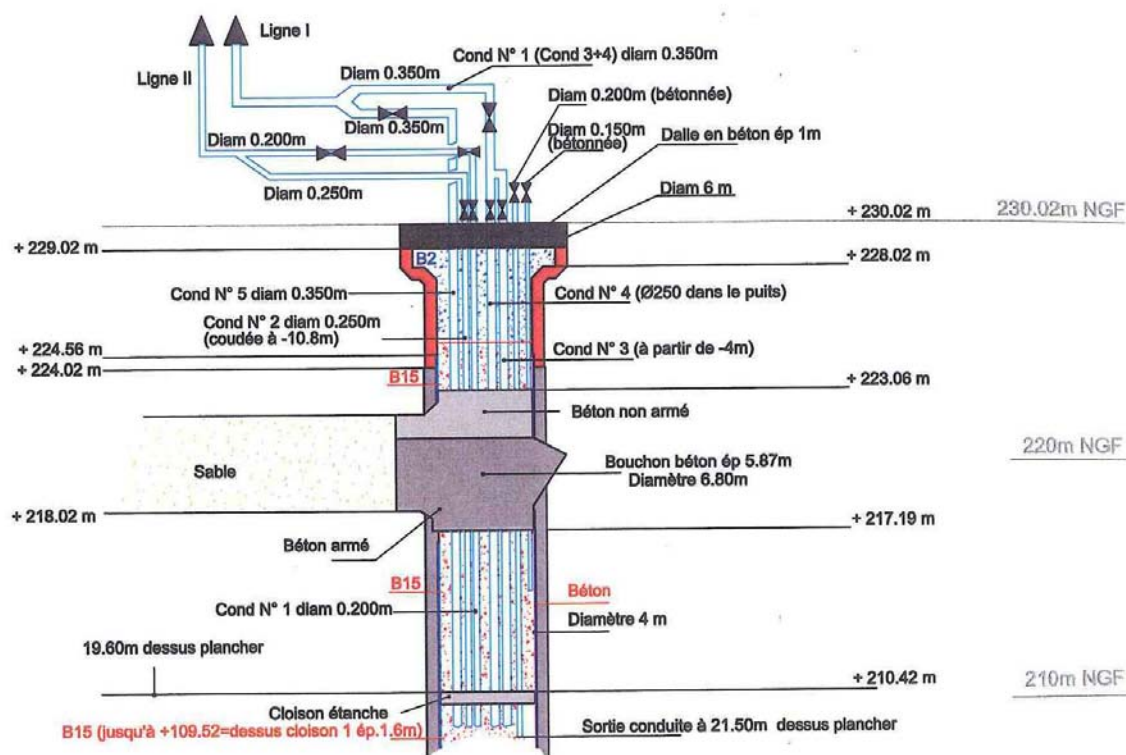 Ligne I
Ligne II
Cond N° 1 (Cond 3+4) diam 0.350m
Diam 0.350m
Diam 0.200m (bétonnée)
Diam 0.350m
Diam 0.150m
(bétonnée)
Dalle en béton ép 1m
Diam 0.200m
Diam 0.250m
Diam 6 m
+ 230.02 m
230.02m NGF
+ 229.02 m
B2
+ 228.02 m
Cond N° 5 diam 0.350m
Cond N° 4 (Ø250 dans le puits)
Cond N° 2 diam 0.250m
(coudée à -10.8m)
+ 224.56 m
Cond N° 3 (à partir de -4m)
+ 224.02 m
B15
+ 223.06 m
Béton non armé
220m NGF
Sable
Bouchon béton ép 5.87m
Diamètre 6.80m
+ 218.02 m
+ 217.19 m
Béton armé
B15
Béton
Cond N° 1 diam 0.200m
Diamètre 4 m
19.60m dessus plancher
+ 210.42 m
210m NGF
Cloison étanche
B15 (jusqu'à +109.52=dessus cloison 1 ép.1.6m)
Sortie conduite à 21.50m dessus plancher